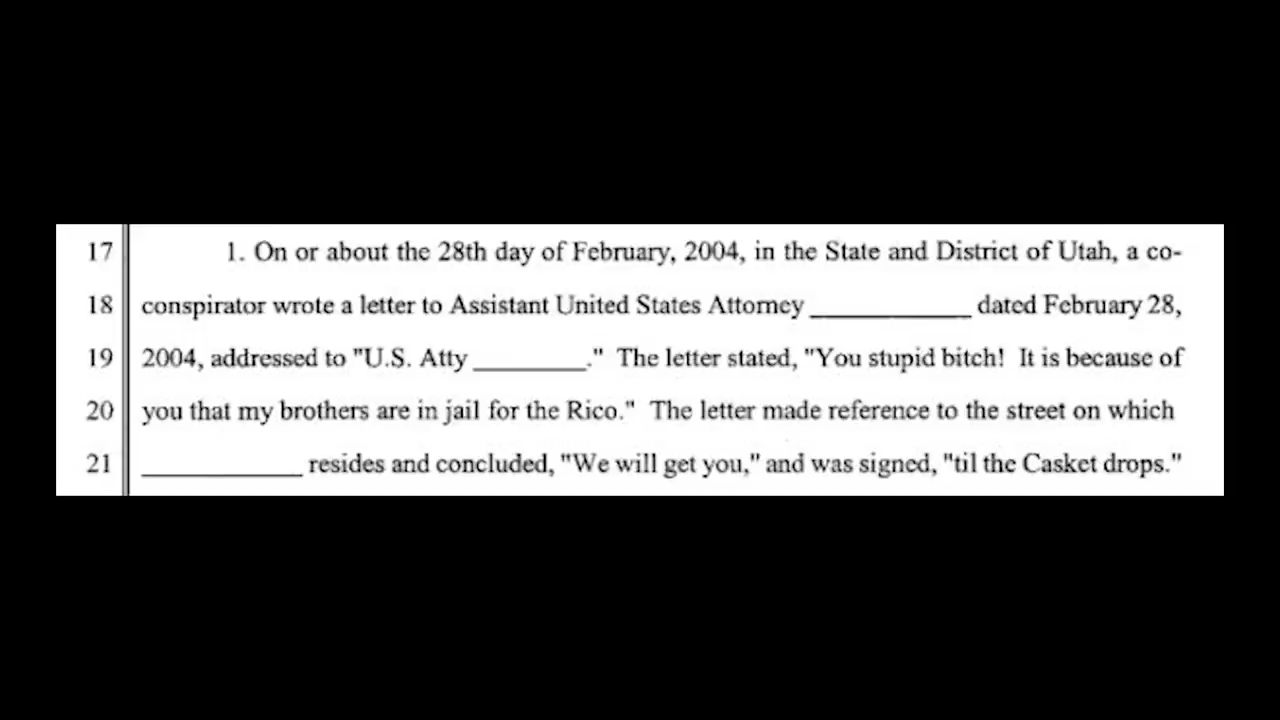 17 1. On or about the 28th day of February, 2004, in the State and District of Utah, a co-
18 conspirator wrote a letter to Assistant United States Attorney ____________ dated February 28,
19 2004, addressed to "U.S. Atty ________." The letter stated, "You stupid bitch! It is because of
20 you that my brothers are in jail for the Rico." The letter made reference to the street on which
21 ____________ resides and concluded, "We will get you," and was signed, "til the Casket drops."